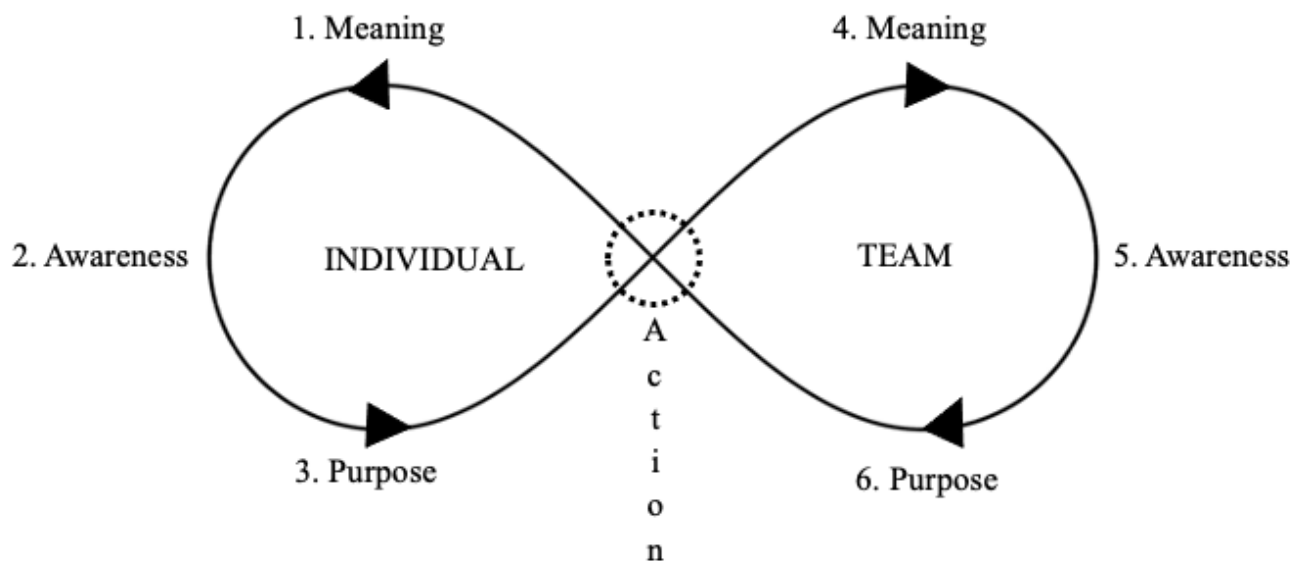 1. Meaning
4. Meaning
2. Awareness
INDIVIDUAL
TEAM
5. Awareness
A
c
t
i
o
n
3. Purpose
6. Purpose